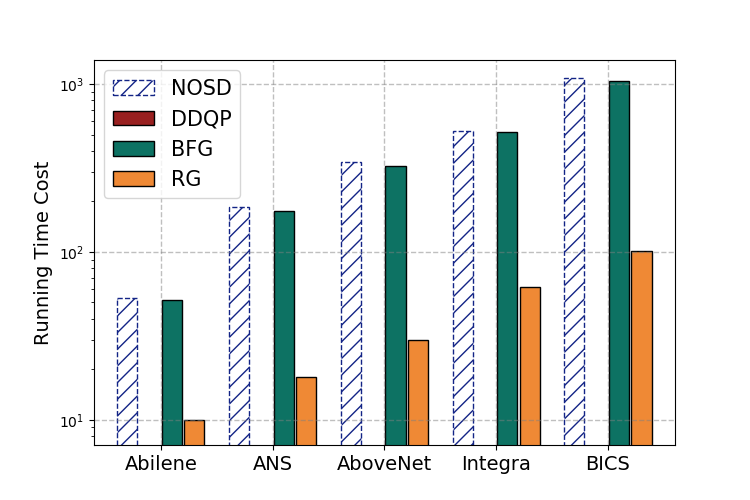 NOSD
DDQP
BFG
RG
Running Time Cost
10³
10²
10¹
Abilene ANS AboveNet Integra BICS